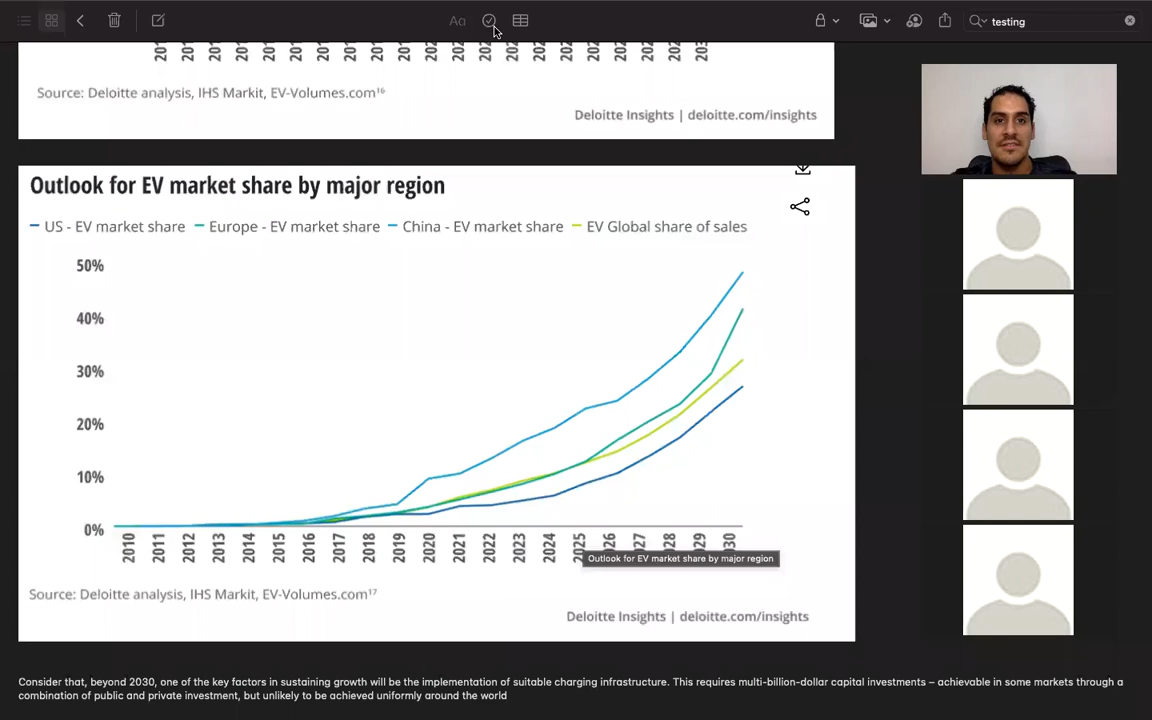 Aa
testing
Source: Deloitte analysis, IHS Markit, EV-Volumes.com¹⁶
Deloitte Insights | deloitte.com/insights
Outlook for EV market share by major region
US - EV market share Europe - EV market share China - EV market share EV Global share of sales
50%
40%
30%
20%
10%
0%
2010 2011 2012 2013 2014 2015 2016 2017 2018 2019 2020 2021 2022 2023 2024 2025
Outlook for EV market share by major region
Source: Deloitte analysis, IHS Markit, EV-Volumes.com¹⁷
Deloitte Insights | deloitte.com/insights
Consider that, beyond 2030, one of the key factors in sustaining growth will be the implementation of suitable charging infrastructure. This requires multi-billion-dollar capital investments – achievable in some markets through a
combination of public and private investment, but unlikely to be achieved uniformly around the world